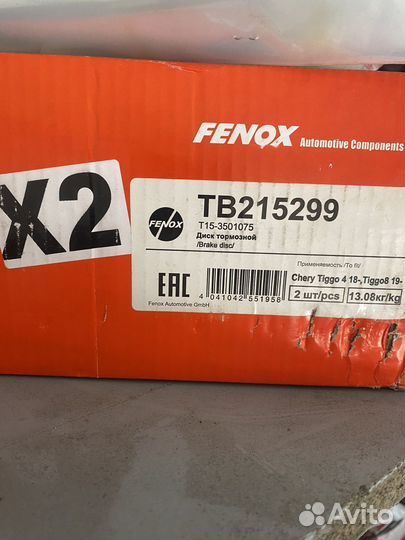 FENOX Automotive Components
X2
FENOX
TB215299
T15-3501075
Диск тормозной
/Brake disc/
Применяемость /To fit/
EAC
Chery Tiggo 4 18-,Tiggo8 19-
2 шт/pcs 13.08кг/kg
4 041042 551956
Fenox Automotive GmbH
Avito